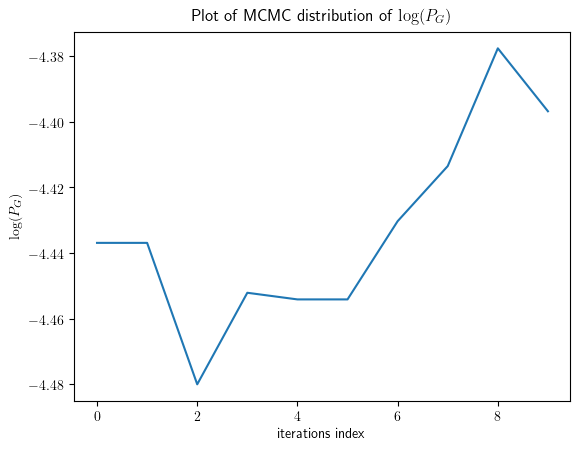 Plot of MCMC distribution of log(P_G)
−4.38
−4.40
−4.42
−4.44
−4.46
−4.48
log(P_G)
0 2 4 6 8
iterations index